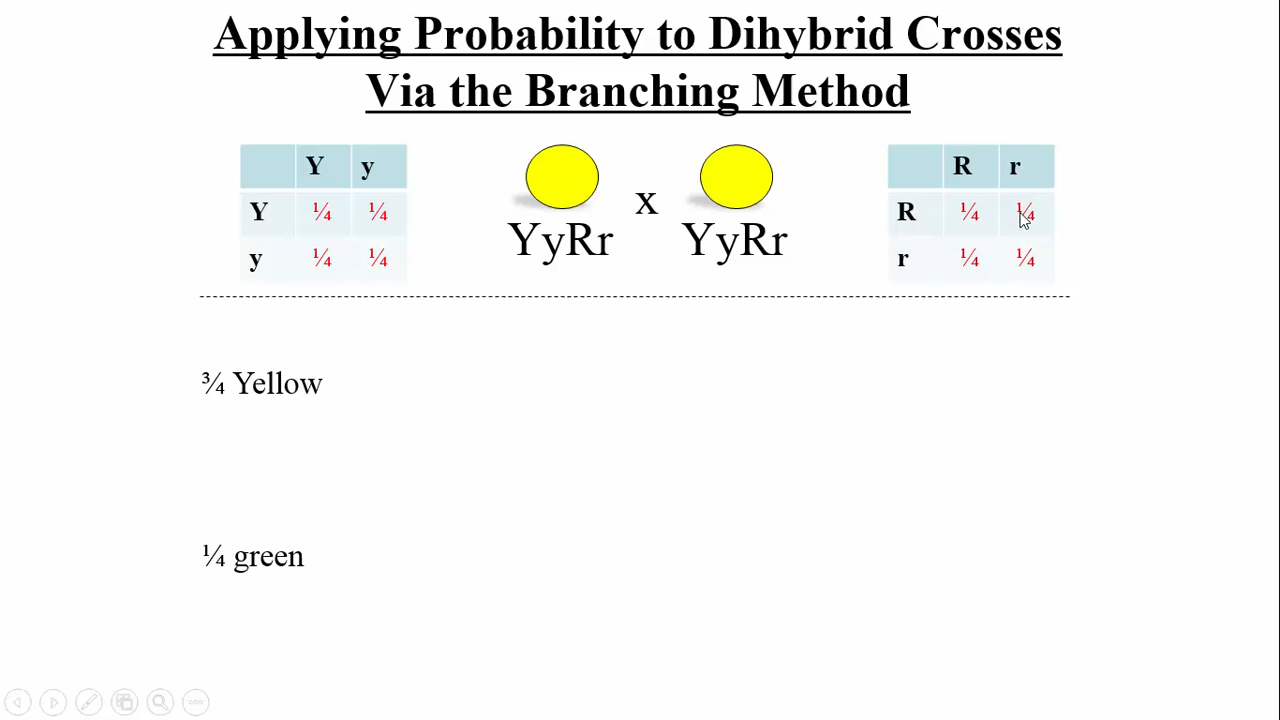 Applying Probability to Dihybrid Crosses
Via the Branching Method
Y y
Y ¼ ¼
y ¼ ¼
x
YyRr YyRr
R r
R ¼ ¼
r ¼ ¼
¾ Yellow
¼ green